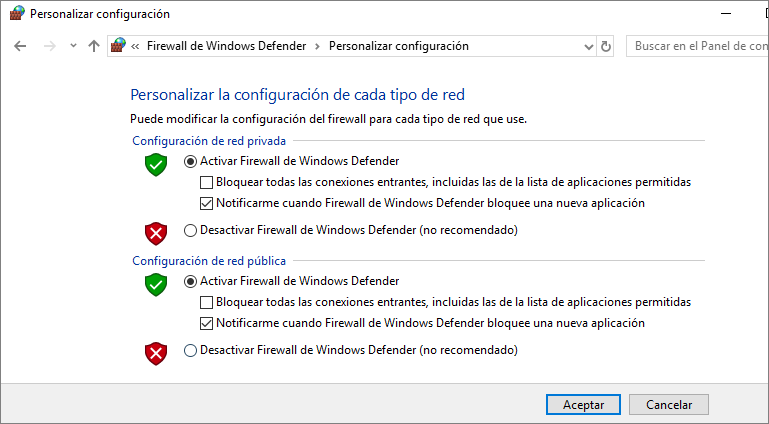 Personalizar configuración
« Firewall de Windows Defender > Personalizar configuración
Buscar en el Panel de con
Personalizar la configuración de cada tipo de red
Puede modificar la configuración del firewall para cada tipo de red que use.
Configuración de red privada
Activar Firewall de Windows Defender
Bloquear todas las conexiones entrantes, incluidas las de la lista de aplicaciones permitidas
Notificarme cuando Firewall de Windows Defender bloquee una nueva aplicación
Desactivar Firewall de Windows Defender (no recomendado)
Configuración de red pública
Activar Firewall de Windows Defender
Bloquear todas las conexiones entrantes, incluidas las de la lista de aplicaciones permitidas
Notificarme cuando Firewall de Windows Defender bloquee una nueva aplicación
Desactivar Firewall de Windows Defender (no recomendado)
Aceptar
Cancelar